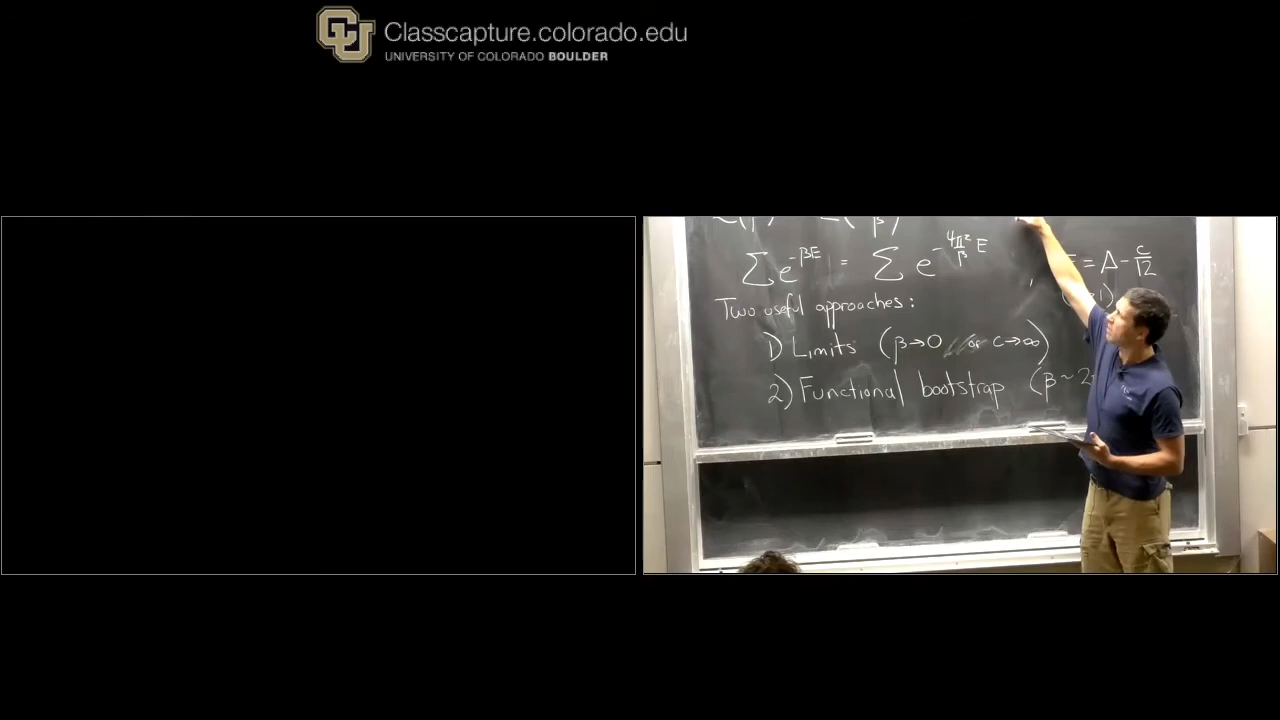 Classcapture.colorado.edu
UNIVERSITY OF COLORADO BOULDER
∑ e^{-βE} = ∑ e^{-4π²/β E}
= Δ - c/12
Two useful approaches:
1) Limits (β→0 or c→∞)
2) Functional bootstrap (β ~ 2